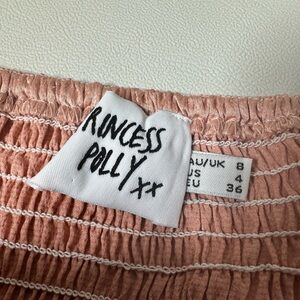 RINCESS
POLLY xx
AU/UK 8
US 4
EU 36